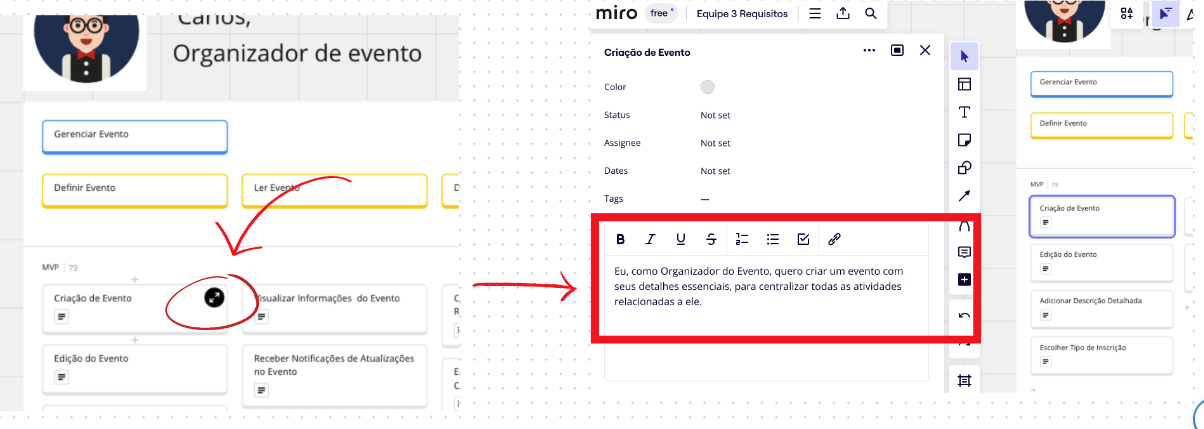 Carlos,
Organizador de evento
Gerenciar Evento
Definir Evento
Ler Evento
MVP 79
Criação de Evento
Visualizar Informações do Evento
Edição do Evento
Receber Notificações de Atualizações
no Evento
miro free Equipe 3 Requisitos
Criação de Evento
Color
Status Not set
Assignee Not set
Dates Not set
Tags —
B I U S
Eu, como Organizador do Evento, quero criar um evento com
seus detalhes essenciais, para centralizar todas as atividades
relacionadas a ele.
Gerenciar Evento
Definir Evento
MVP 79
Criação de Evento
Edição do Evento
Adicionar Descrição Detalhada
Escolher Tipo de Inscrição